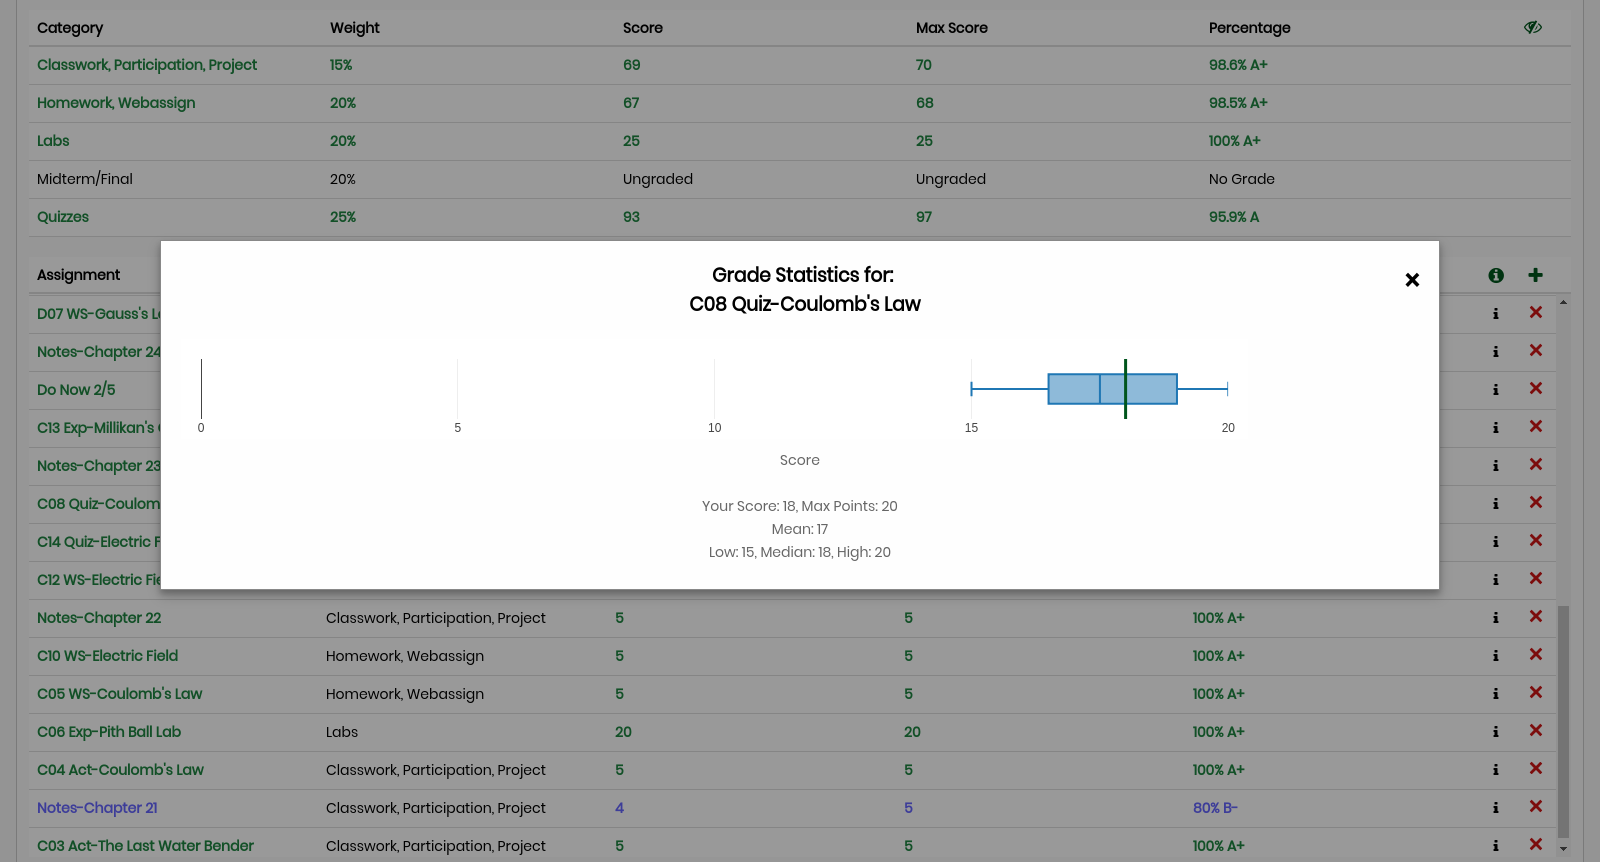 Category Weight Score Max Score Percentage
Classwork, Participation, Project 15% 69 70 98.6% A+
Homework, Webassign 20% 67 68 98.5% A+
Labs 20% 25 25 100% A+
Midterm/Final 20% Ungraded Ungraded No Grade
Quizzes 25% 93 97 95.9% A
Assignment
Grade Statistics for:
C08 Quiz-Coulomb's Law
0 5 10 15 20
Score
Your Score: 18, Max Points: 20
Mean: 17
Low: 15, Median: 18, High: 20
D07 WS-Gauss's
Notes-Chapter 24
Do Now 2/5
C13 Exp-Millikan's
Notes-Chapter 23
C08 Quiz-Coulom
C14 Quiz-Electric F
C12 WS-Electric Fie
Notes-Chapter 22 Classwork, Participation, Project 5 5 100% A+
C10 WS-Electric Field Homework, Webassign 5 5 100% A+
C05 WS-Coulomb's Law Homework, Webassign 5 5 100% A+
C06 Exp-Pith Ball Lab Labs 20 20 100% A+
C04 Act-Coulomb's Law Classwork, Participation, Project 5 5 100% A+
Notes-Chapter 21 Classwork, Participation, Project 4 5 80% B-
C03 Act-The Last Water Bender Classwork, Participation, Project 5 5 100% A+